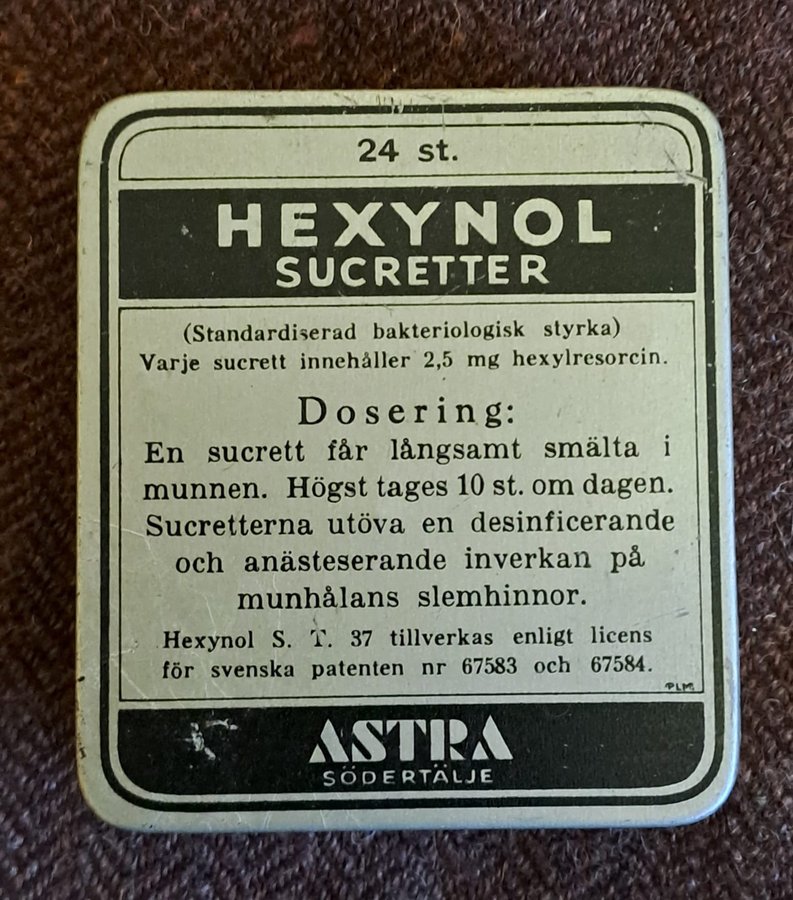 24 st.
HEXYNOL
SUCRETTER
(Standardiserad bakteriologisk styrka)
Varje sucrett innehåller 2,5 mg hexylresorcin.
Dosering:
En sucrett får långsamt smälta i
munnen. Högst tages 10 st. om dagen.
Sucretterna utöva en desinficerande
och anästeserande inverkan på
munhålans slemhinnor.
Hexynol S. T. 37 tillverkas enligt licens
för svenska patenten nr 67583 och 67584.
PLM
ASTRA
SÖDERTÄLJE